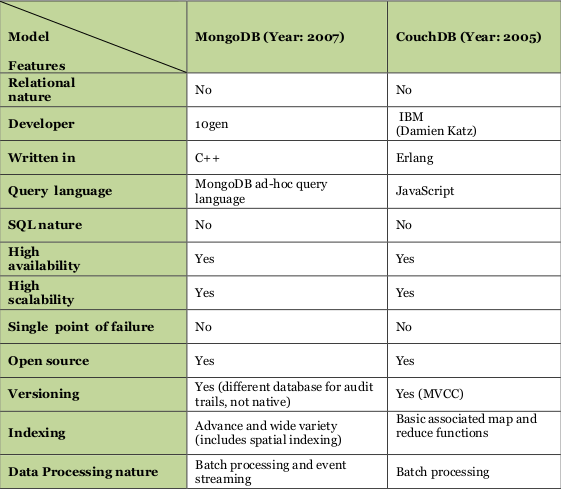 Model
Features
MongoDB (Year: 2007)
CouchDB (Year: 2005)
Relational
nature
No
No
Developer
10gen
IBM
(Damien Katz)
Written in
C++
Erlang
Query language
MongoDB ad-hoc query
language
JavaScript
SQL nature
No
No
High
availability
Yes
Yes
High
scalability
Yes
Yes
Single point of failure
No
No
Open source
Yes
Yes
Versioning
Yes (different database for audit
trails, not native)
Yes (MVCC)
Indexing
Advance and wide variety
(includes spatial indexing)
Basic associated map and
reduce functions
Data Processing nature
Batch processing and event
streaming
Batch processing